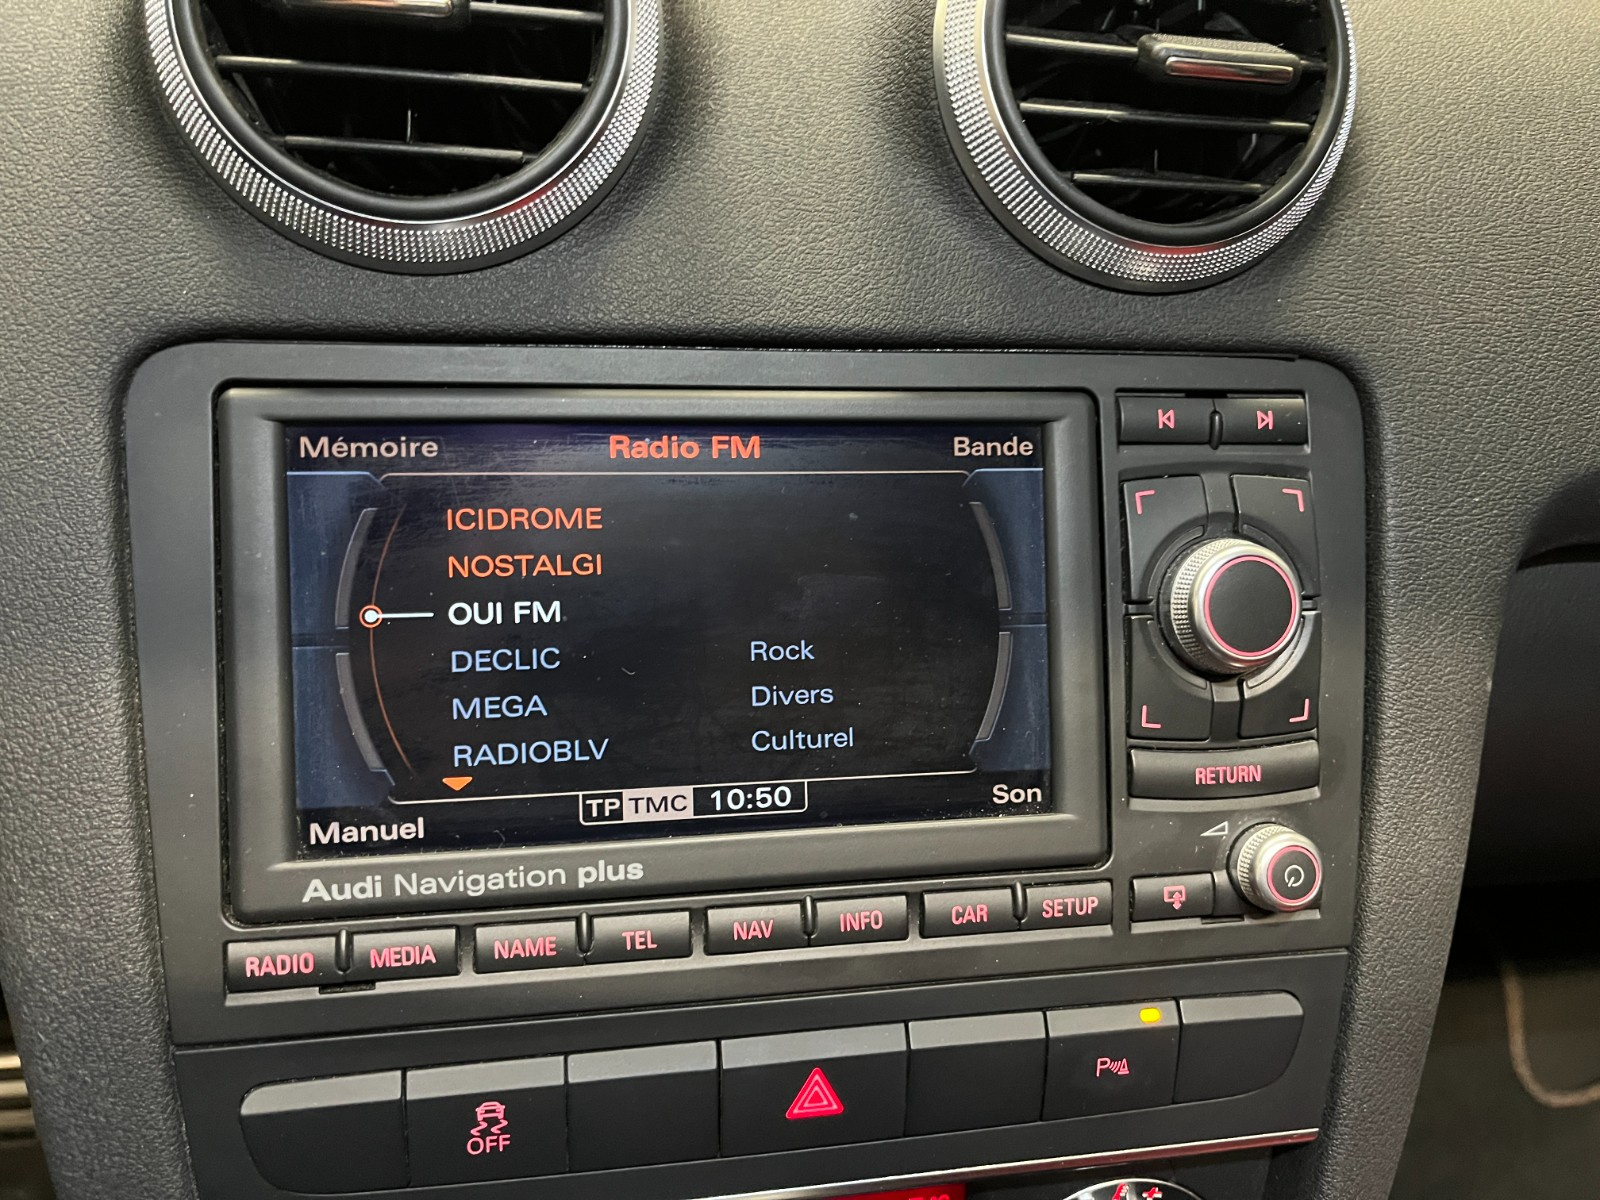 Mémoire Radio FM Bande
ICIDROME
NOSTALGI
OUI FM
DECLIC Rock
MEGA Divers
RADIOBLV Culturel
TP TMC 10:50
Manuel Son
Audi Navigation plus
RETURN
RADIO MEDIA NAME TEL NAV INFO CAR SETUP
OFF
P